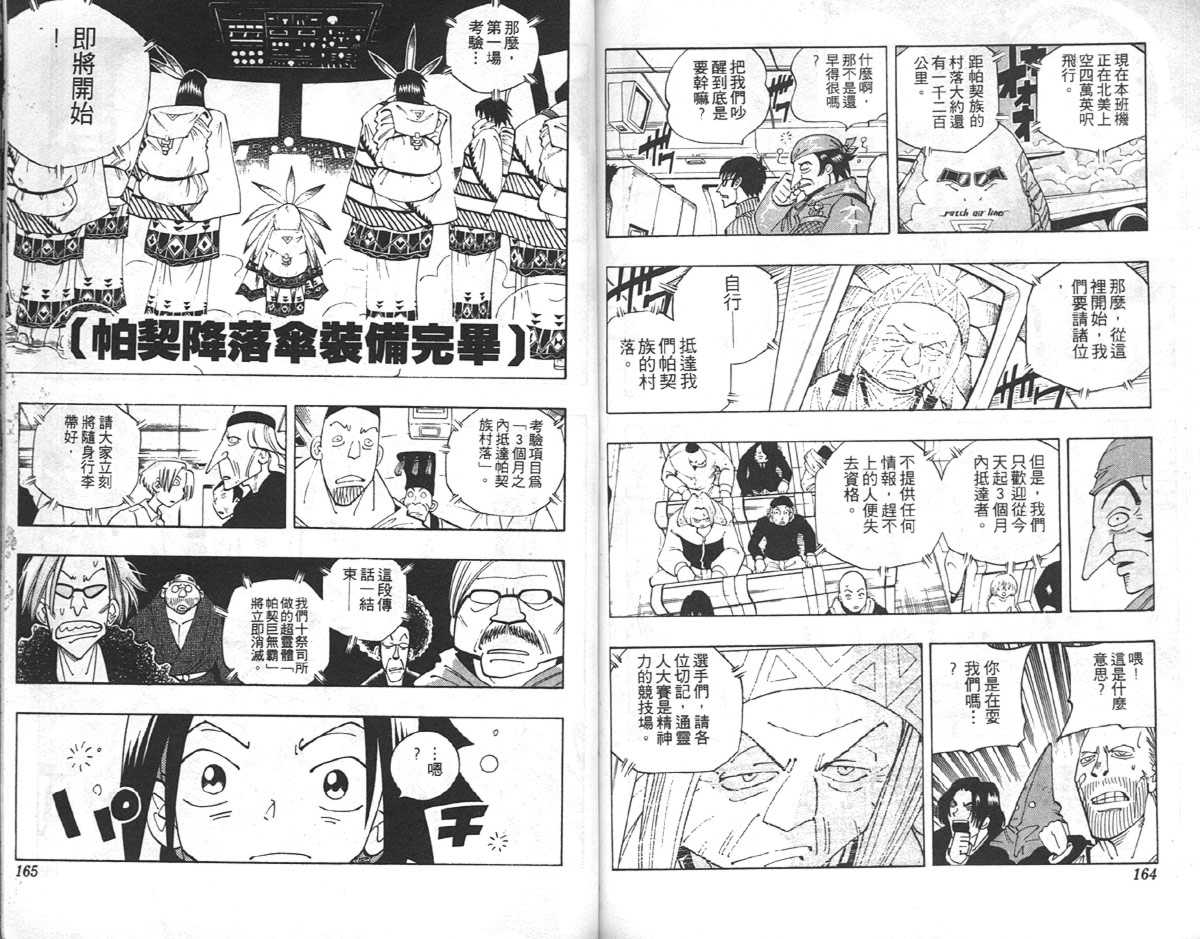 現在本班機
正在北美上
空四萬英呎
飛行。
距帕契族的
村落大約還
有一千二百
公里。
patch air lines
什麼啊，
那不是還
早得很嗎
？
把我們吵
醒到底是
要幹嘛？
那麼，從這
裡開始，我
們要請諸位
，
自行
——
抵達我
們帕契
族的村
落。
但是，我們
只歡迎從今
天起3個月
內抵達者。
不提供任何
情報，趕不
上的人便失
去資格。
喂！
這是什麼
意思？
你是在耍
我們嗎…
？
選手們，請各
位切記，通靈
人大賽是精神
力的競技場。
164
那麼，
第一場
考驗…
即將開始
！
〔帕契降落傘裝備完畢〕
考驗項目為
「3個月之
內抵達帕契
族村落」。
請大家立刻
將隨身行李
帶好．
這段傳
話一結
束——
我們十祭司所
做的超靈體「
帕契巨無霸」
將立即消滅。
…嗯
？
パチ
165